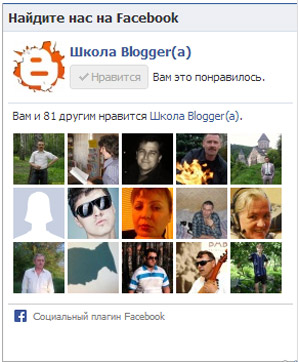 Найдите нас на Facebook
Школа Blogger(а)
Нравится Вам это понравилось.
Вам и 81 другим нравится Школа Blogger(а).
Социальный плагин Facebook